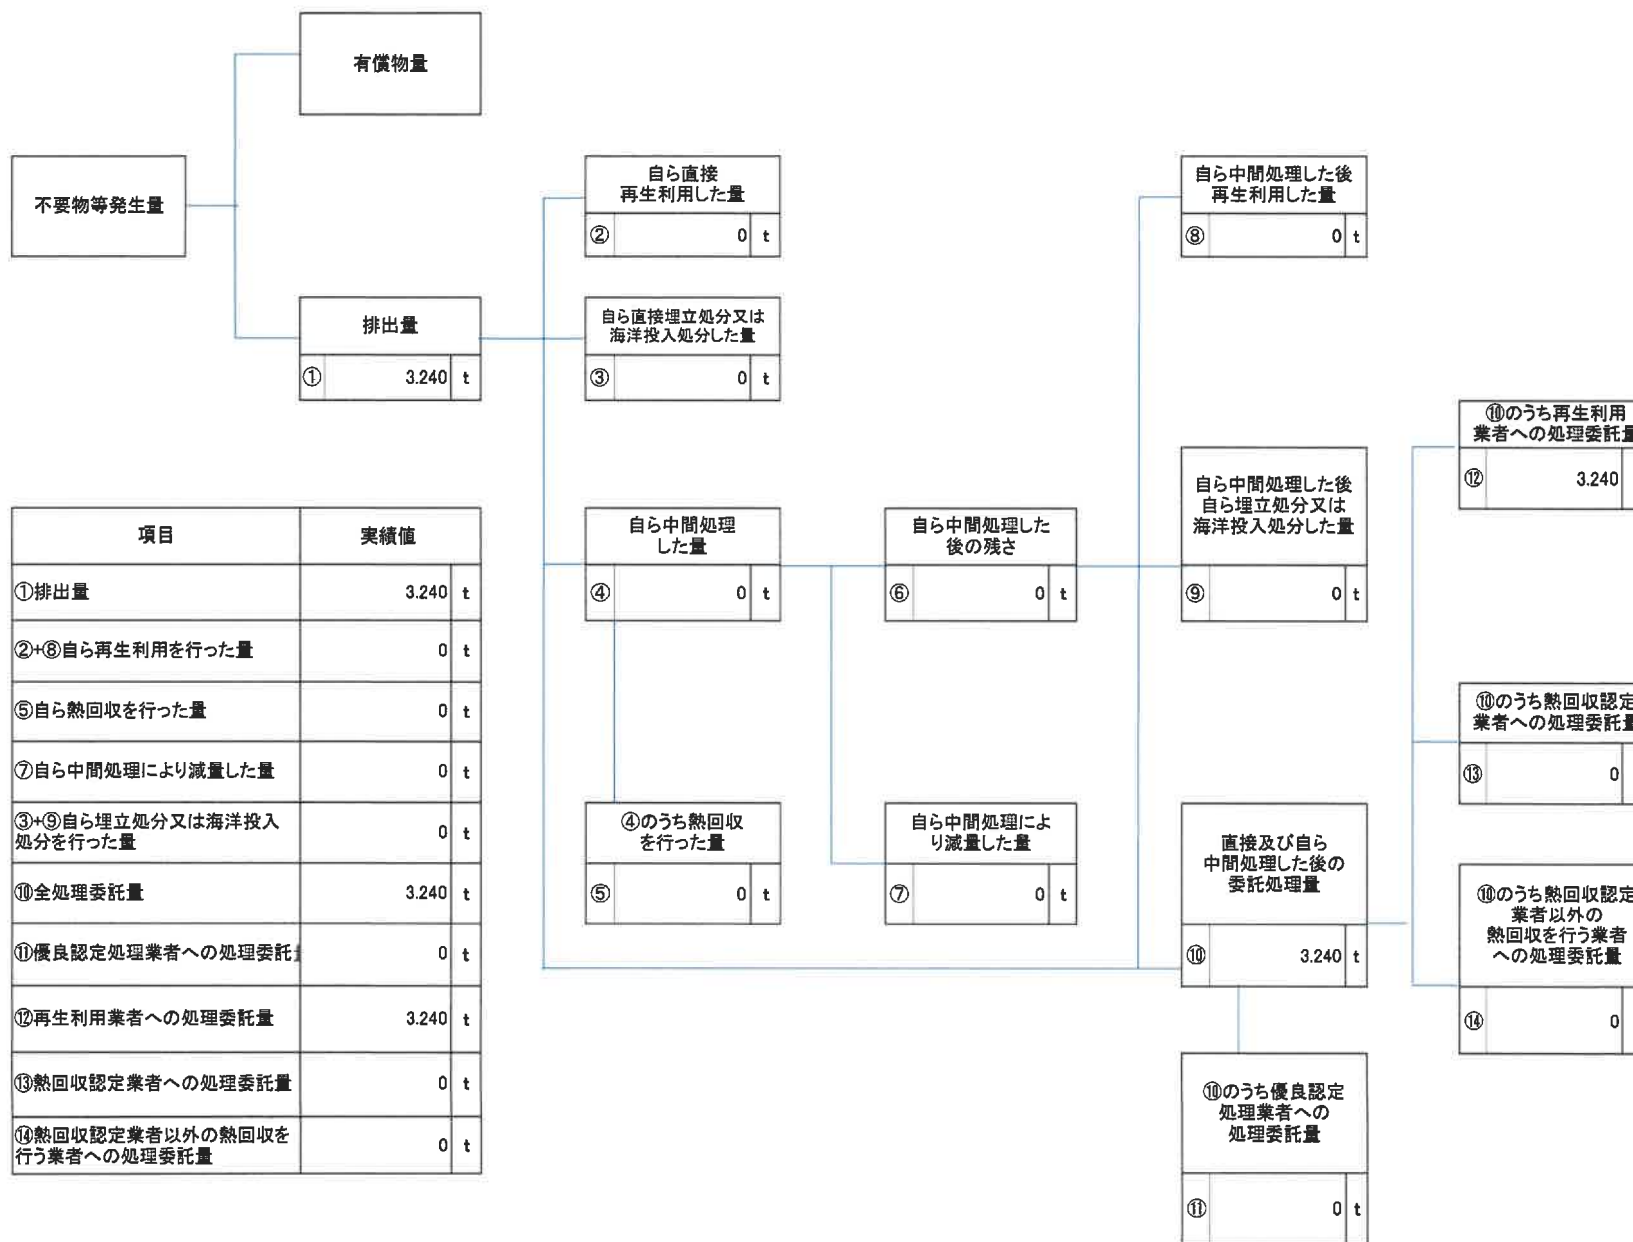 有償物量
不要物等発生量
排出量
① 3.240 t
自ら直接
再生利用した量
② 0 t
自ら直接埋立処分又は
海洋投入処分した量
③ 0 t
自ら中間処理
した量
④ 0 t
④のうち熱回収
を行った量
⑤ 0 t
自ら中間処理した
後の残さ
⑥ 0 t
自ら中間処理によ
り減量した量
⑦ 0 t
自ら中間処理した後
再生利用した量
⑧ 0 t
自ら中間処理した後
自ら埋立処分又は
海洋投入処分した量
⑨ 0 t
直接及び自ら
中間処理した後の
委託処理量
⑩ 3.240 t
⑩のうち優良認定
処理業者への
処理委託量
⑪ 0 t
⑩のうち再生利用
業者への処理委託量
⑫ 3.240
⑩のうち熱回収認定
業者への処理委託量
⑬ 0
⑩のうち熱回収認定
業者以外の
熱回収を行う業者
への処理委託量
⑭ 0
項目 実績値
①排出量 3.240 t
②+⑧自ら再生利用を行った量 0 t
⑤自ら熱回収を行った量 0 t
⑦自ら中間処理により減量した量 0 t
③+⑨自ら埋立処分又は海洋投入
処分を行った量 0 t
⑩全処理委託量 3.240 t
⑪優良認定処理業者への処理委託 0 t
⑫再生利用業者への処理委託量 3.240 t
⑬熱回収認定業者への処理委託量 0 t
⑭熱回収認定業者以外の熱回収を
行う業者への処理委託量 0 t